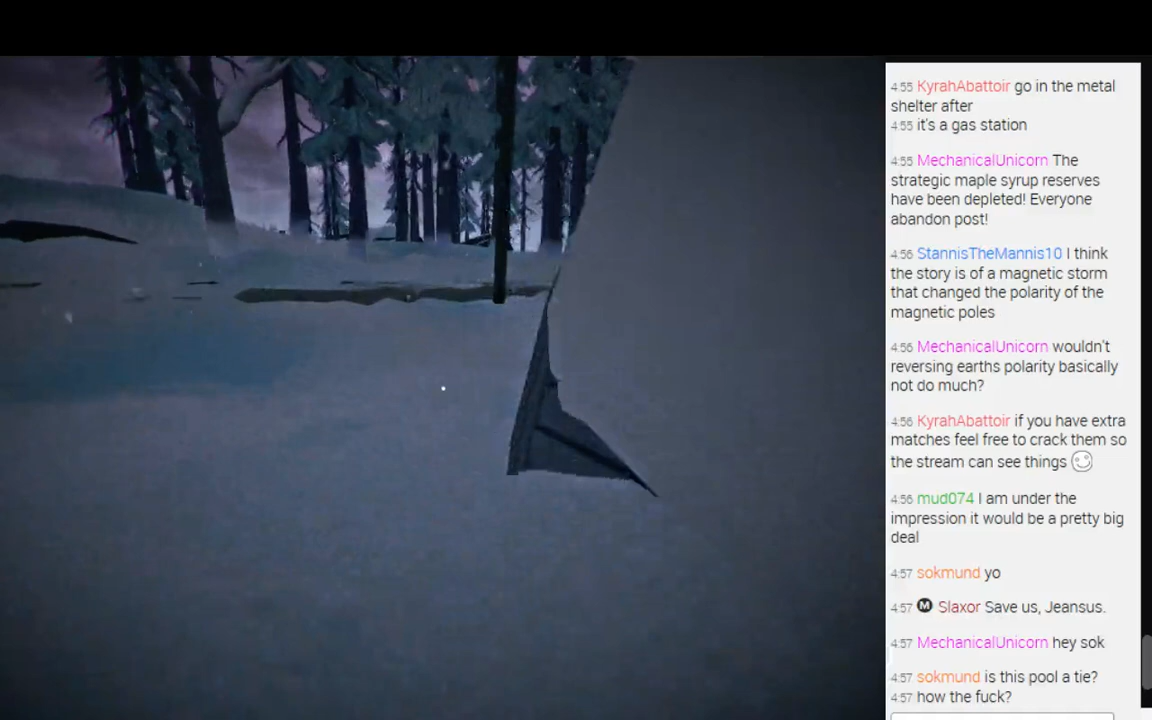 4:55 KyrahAbattoir go in the metal
shelter after
4:55 it's a gas station
4:55 MechanicalUnicorn The
strategic maple syrup reserves
have been depleted! Everyone
abandon post!
4:56 StannisTheMannis10 I think
the story is of a magnetic storm
that changed the polarity of the
magnetic poles
4:56 MechanicalUnicorn wouldn't
reversing earths polarity basically
not do much?
4:56 KyrahAbattoir if you have extra
matches feel free to crack them so
the stream can see things
4:56 mud074 I am under the
impression it would be a pretty big
deal
4:57 sokmund yo
4:57 M Slaxor Save us, Jeansus.
4:57 MechanicalUnicorn hey sok
4:57 sokmund is this pool a tie?
4:57 how the fuck?